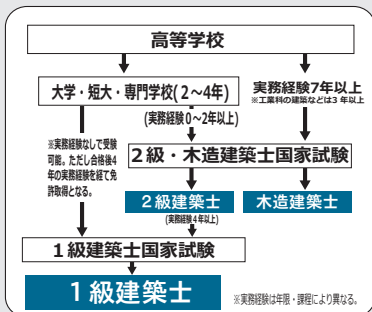 高等学校
大学・短大・専門学校(2～4年)
実務経験7年以上
※工業科の建築などは3年以上
(実務経験0～2年以上)
※実務経験なしで受験
可能。ただし合格後4
年の実務経験を経て免
許取得となる。
2級・木造建築士国家試験
2級建築士
木造建築士
(実務経験4年以上)
1級建築士国家試験
1級建築士
※実務経験は年限・課程により異なる。